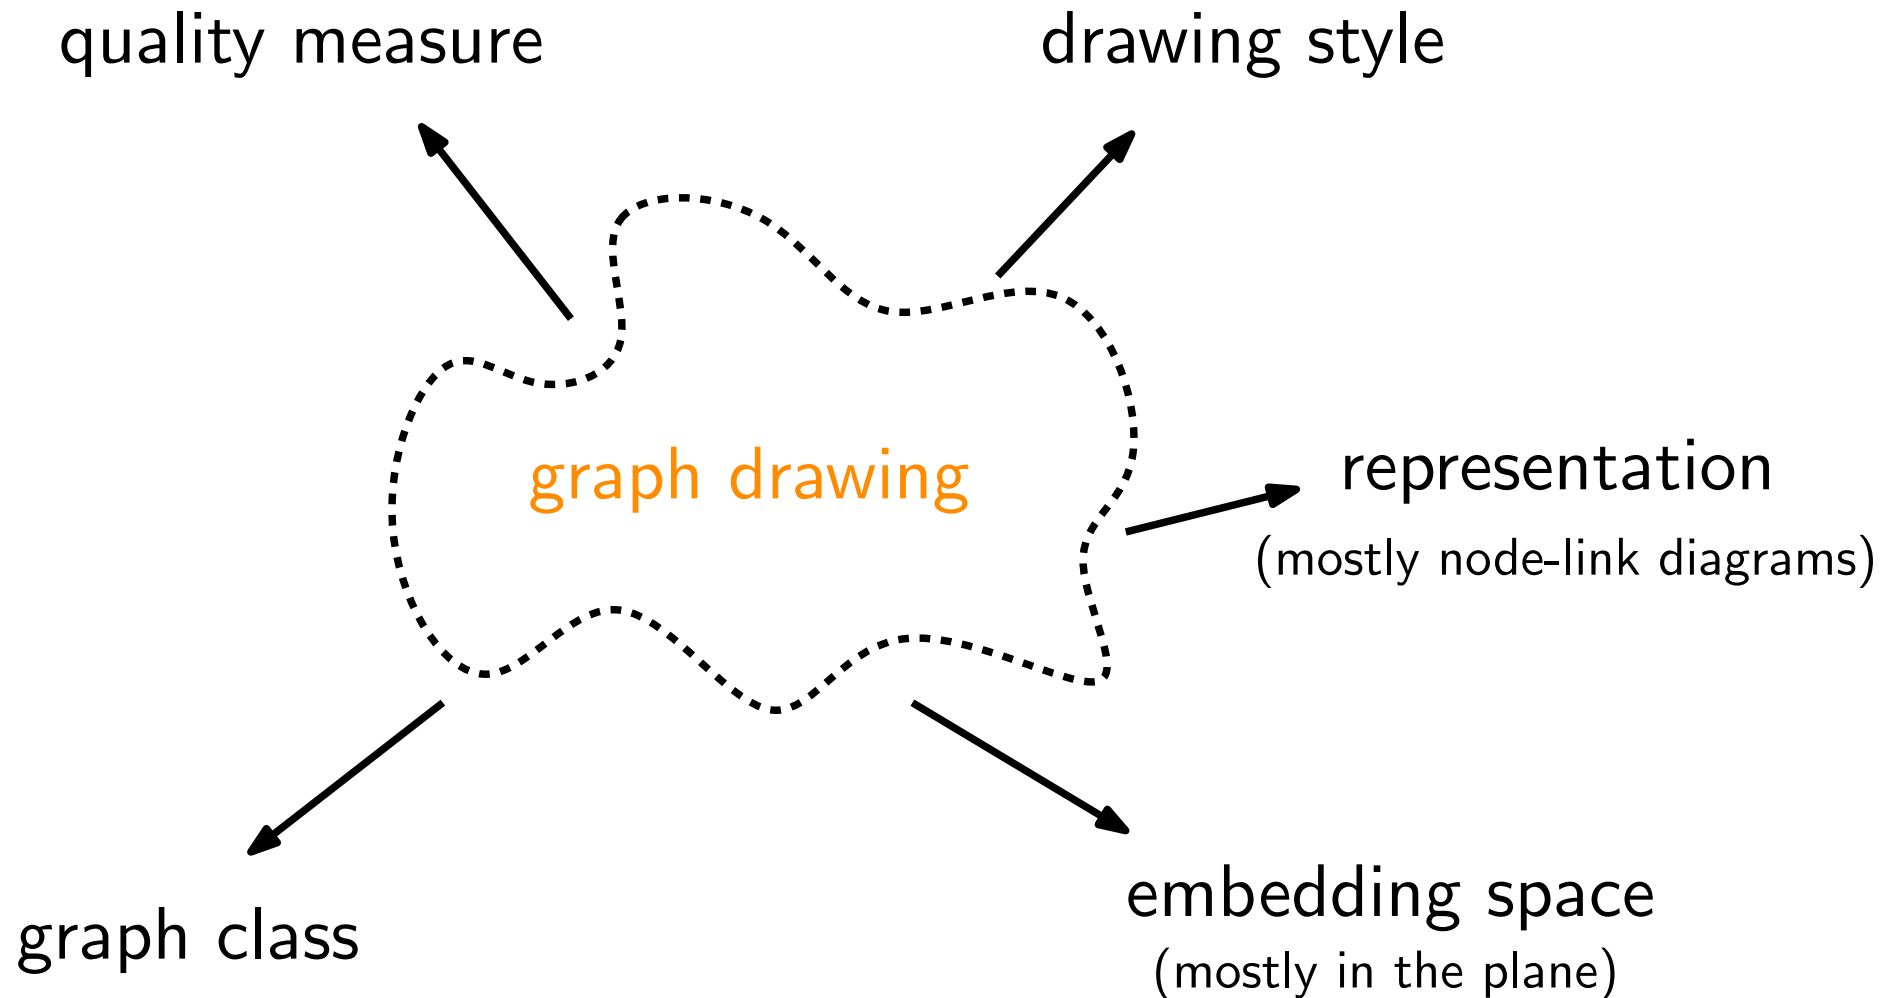 quality measure
drawing style
graph drawing
representation
(mostly node-link diagrams)
graph class
embedding space
(mostly in the plane)